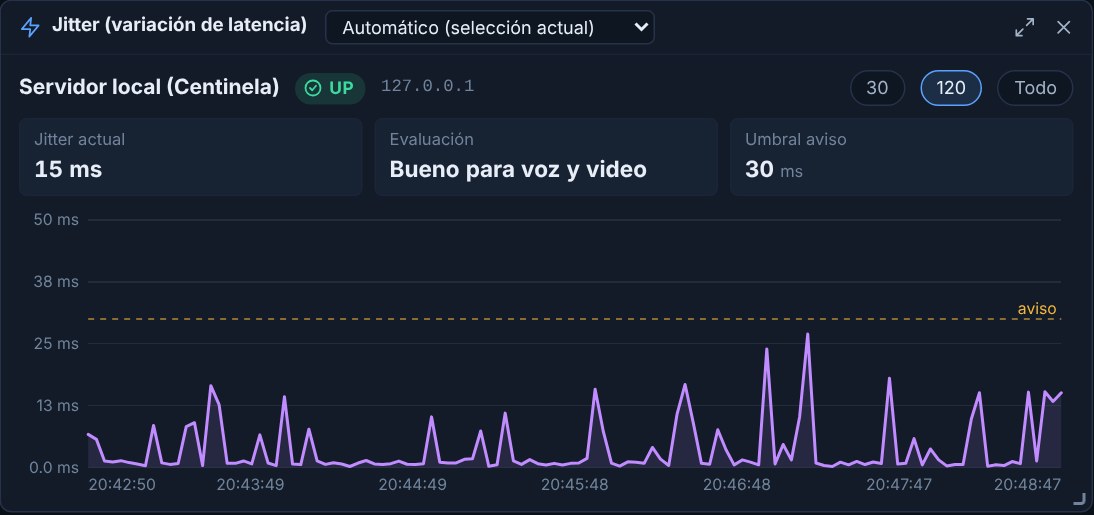 Jitter (variación de latencia) Automático (selección actual)
Servidor local (Centinela) UP 127.0.0.1 30 120 Todo
Jitter actual Evaluación Umbral aviso
15 ms Bueno para voz y video 30 ms
50 ms
38 ms
aviso
25 ms
13 ms
0.0 ms
20:42:50 20:43:49 20:44:49 20:45:48 20:46:48 20:47:47 20:48:47